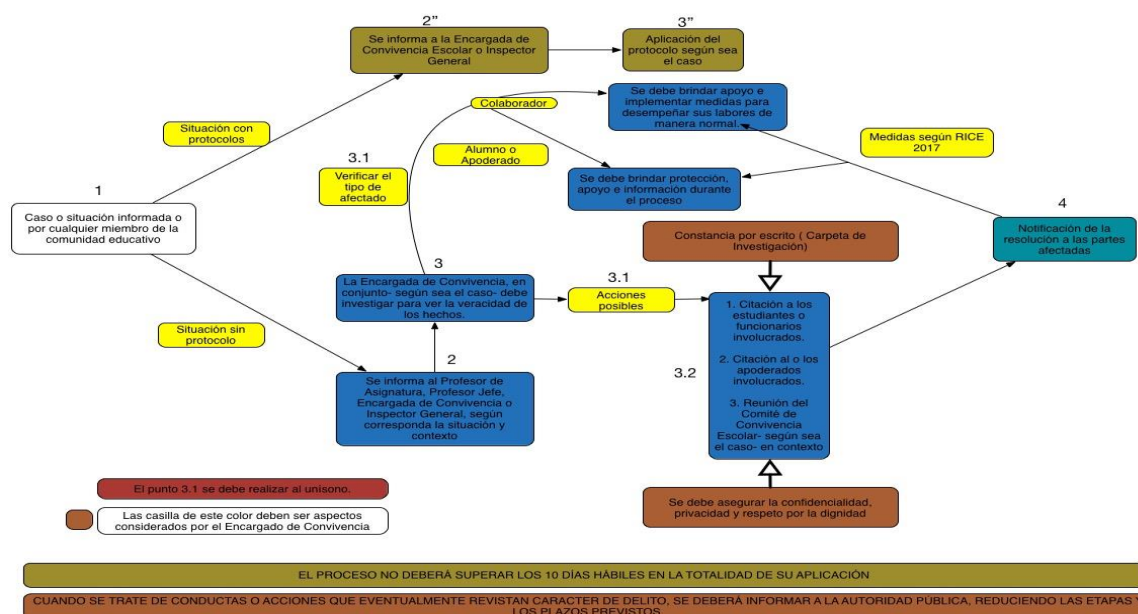 2”
3”
Se informa a la Encargada de
Convivencia Escolar o Inspector
General
Aplicación del
protocolo según sea
el caso
Colaborador
Se debe brindar apoyo e
implementar medidas para
desempeñar sus labores de
manera normal.
Situación con
protocolos
Alumno o
Apoderado
Medidas según RICE
2017
3.1
Verificar el
tipo de
afectado
Se debe brindar protección,
apoyo e información durante
el proceso
1
Caso o situación informada o
por cualquier miembro de la
comunidad educativo
4
Notificación de la
resolución a las partes
afectadas
Constancia por escrito ( Carpeta de
Investigación)
3
La Encargada de Convivencia, en
conjunto- según sea el caso- debe
investigar para ver la veracidad de
los hechos.
3.1
Acciones
posibles
Situación sin
protocolo
2
Se informa al Profesor de
Asignatura, Profesor Jefe,
Encargada de Convivencia o
Inspector General, según
corresponda la situación y
contexto
3.2
1. Citación a los
estudiantes o
funcionarios
involucrados.
2. Citación al o los
apoderados
involucrados.
3. Reunión del
Comité de
Convivencia
Escolar- según sea
el caso- en contexto
El punto 3.1 se debe realizar al unísono.
Las casilla de este color deben ser aspectos
considerados por el Encargado de Convivencia
Se debe asegurar la confidencialidad,
privacidad y respeto por la dignidad
EL PROCESO NO DEBERÁ SUPERAR LOS 10 DÍAS HÁBILES EN LA TOTALIDAD DE SU APLICACIÓN
CUANDO SE TRATE DE CONDUCTAS O ACCIONES QUE EVENTUALMENTE REVISTAN CARACTER DE DELITO, SE DEBERÁ INFORMAR A LA AUTORIDAD PÚBLICA, REDUCIENDO LAS ETAPAS Y
LOS PLAZOS PREVISTOS